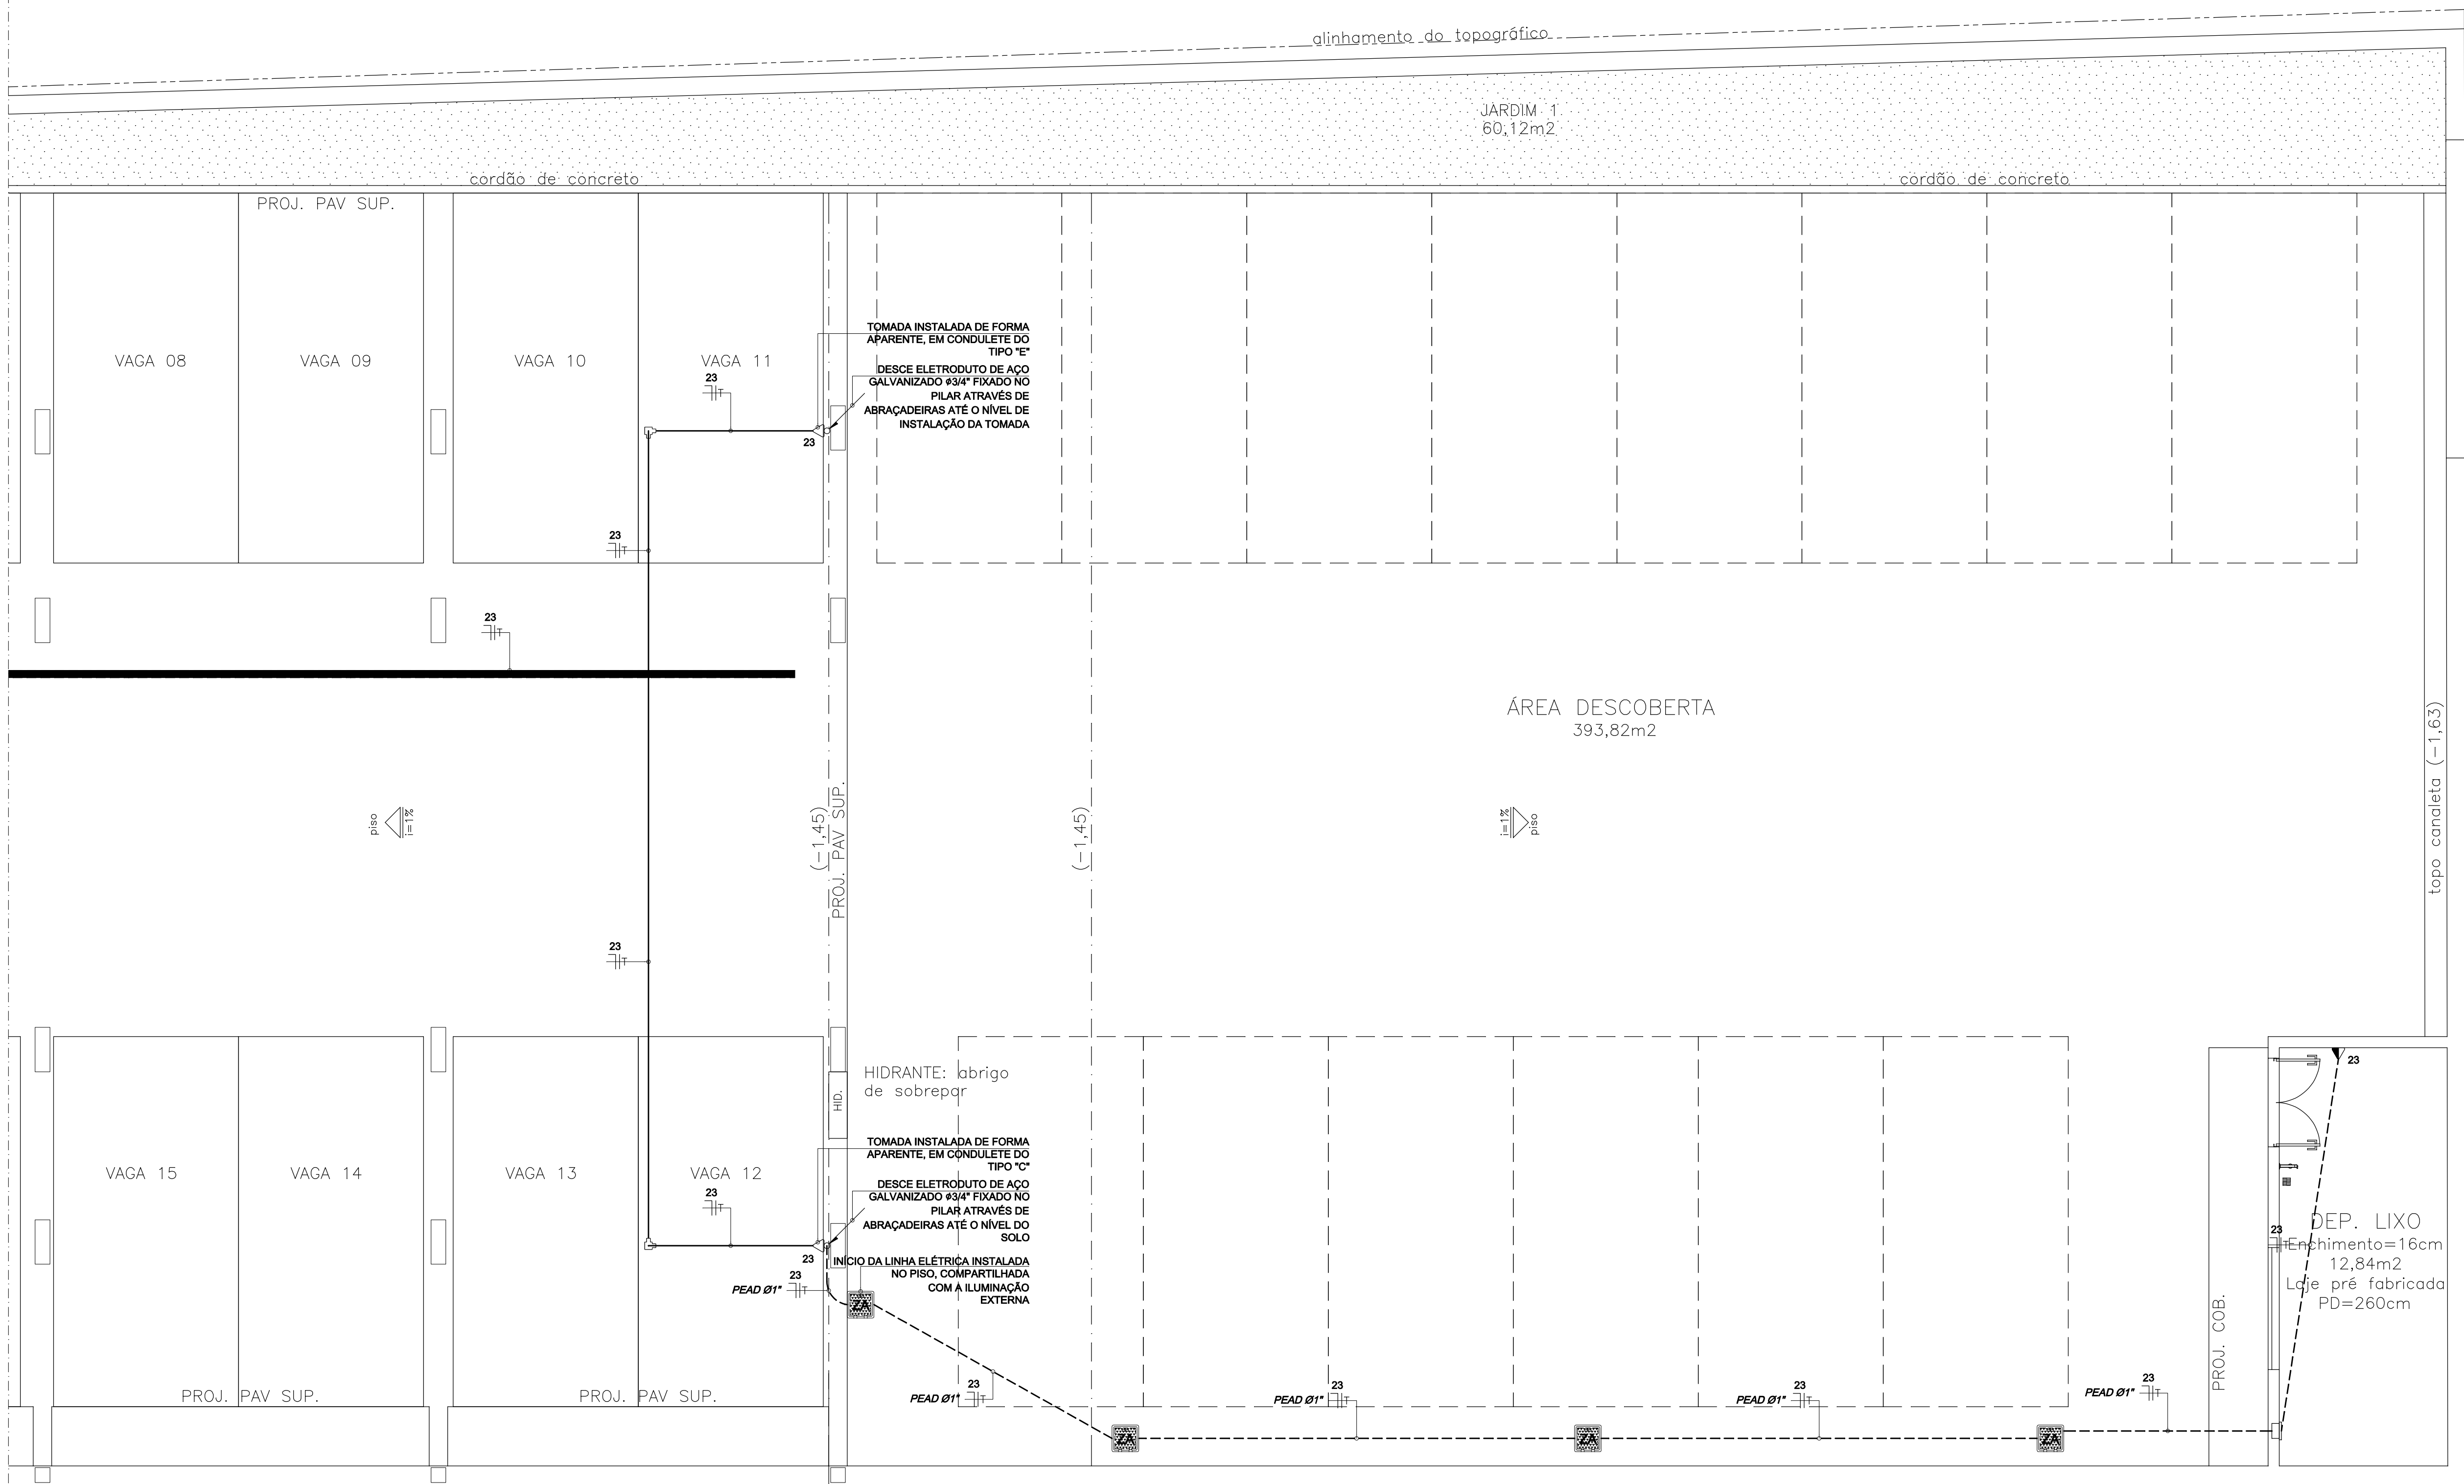 alinhamento do topográfico
JARDIM 1
60,12m2
cordão de concreto
cordão de concreto
PROJ. PAV SUP.
TOMADA INSTALADA DE FORMA
APARENTE, EM CONDULETE DO
TIPO "E"
VAGA 08
VAGA 09
VAGA 10
VAGA 11
DESCE ELETRODUTO DE AÇO
GALVANIZADO ø3/4" FIXADO NO
PILAR ATRAVÉS DE
ABRAÇADEIRAS ATÉ O NÍVEL DE
INSTALAÇÃO DA TOMADA
23
23
23
23
ÁREA DESCOBERTA
393,82m2
topo canaleta (-1,63)
piso
i=1%
(-1,45)
PROJ. PAV SUP.
(-1,45)
i=1%
piso
23
HIDRANTE: abrigo
de sobrepor
HID.
23
TOMADA INSTALADA DE FORMA
APARENTE, EM CONDULETE DO
TIPO "C"
VAGA 15
VAGA 14
VAGA 13
VAGA 12
DESCE ELETRODUTO DE AÇO
GALVANIZADO ø3/4" FIXADO NO
PILAR ATRAVÉS DE
ABRAÇADEIRAS ATÉ O NÍVEL DO
SOLO
23
23
INÍCIO DA LINHA ELÉTRICA INSTALADA
NO PISO, COMPARTILHADA
COM A ILUMINAÇÃO
EXTERNA
23
PEAD Ø1"
ZA
23
DEP. LIXO
Enchimento=16cm
12,84m2
Laje pré fabricada
PD=260cm
PROJ. COB.
PROJ. PAV SUP.
PROJ. PAV SUP.
23
PEAD Ø1"
23
PEAD Ø1"
23
PEAD Ø1"
23
PEAD Ø1"
ZA
ZA
ZA